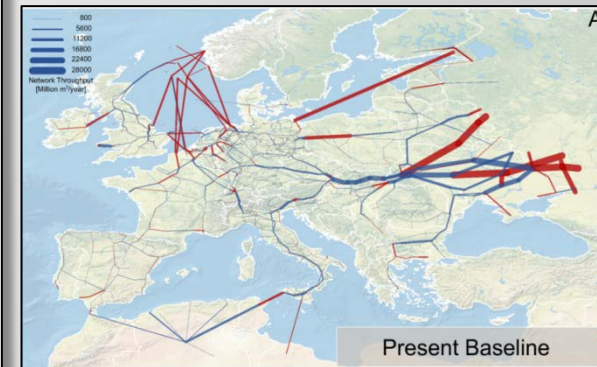 A
800
5600
11200
16800
22400
28000
Network Throughput
[Million m³/year]
Present Baseline